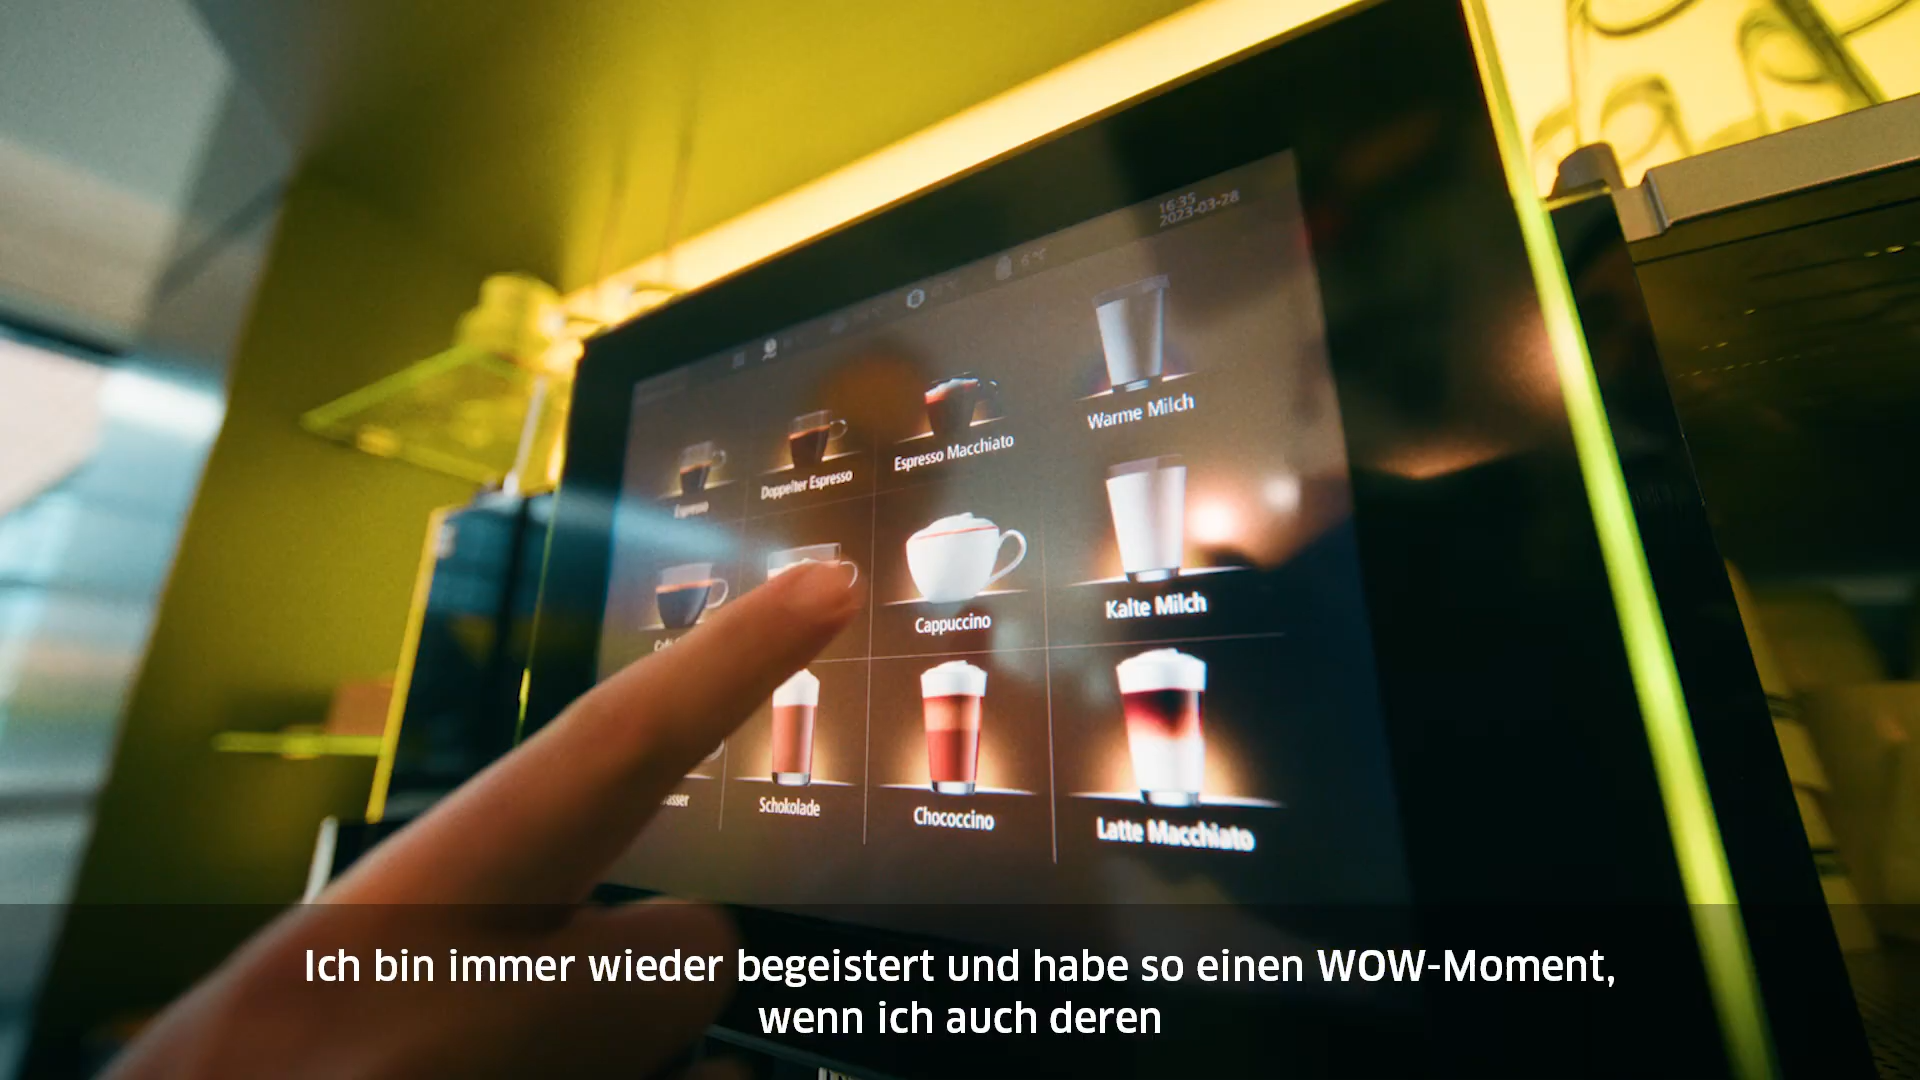 16:35
2023-03-28
6 °C
Warme Milch
Espresso Macchiato
Doppelter Espresso
Espresso
Cappuccino
Kalte Milch
Schokolade
Chococcino
Latte Macchiato
Ich bin immer wieder begeistert und habe so einen WOW-Moment,
wenn ich auch deren